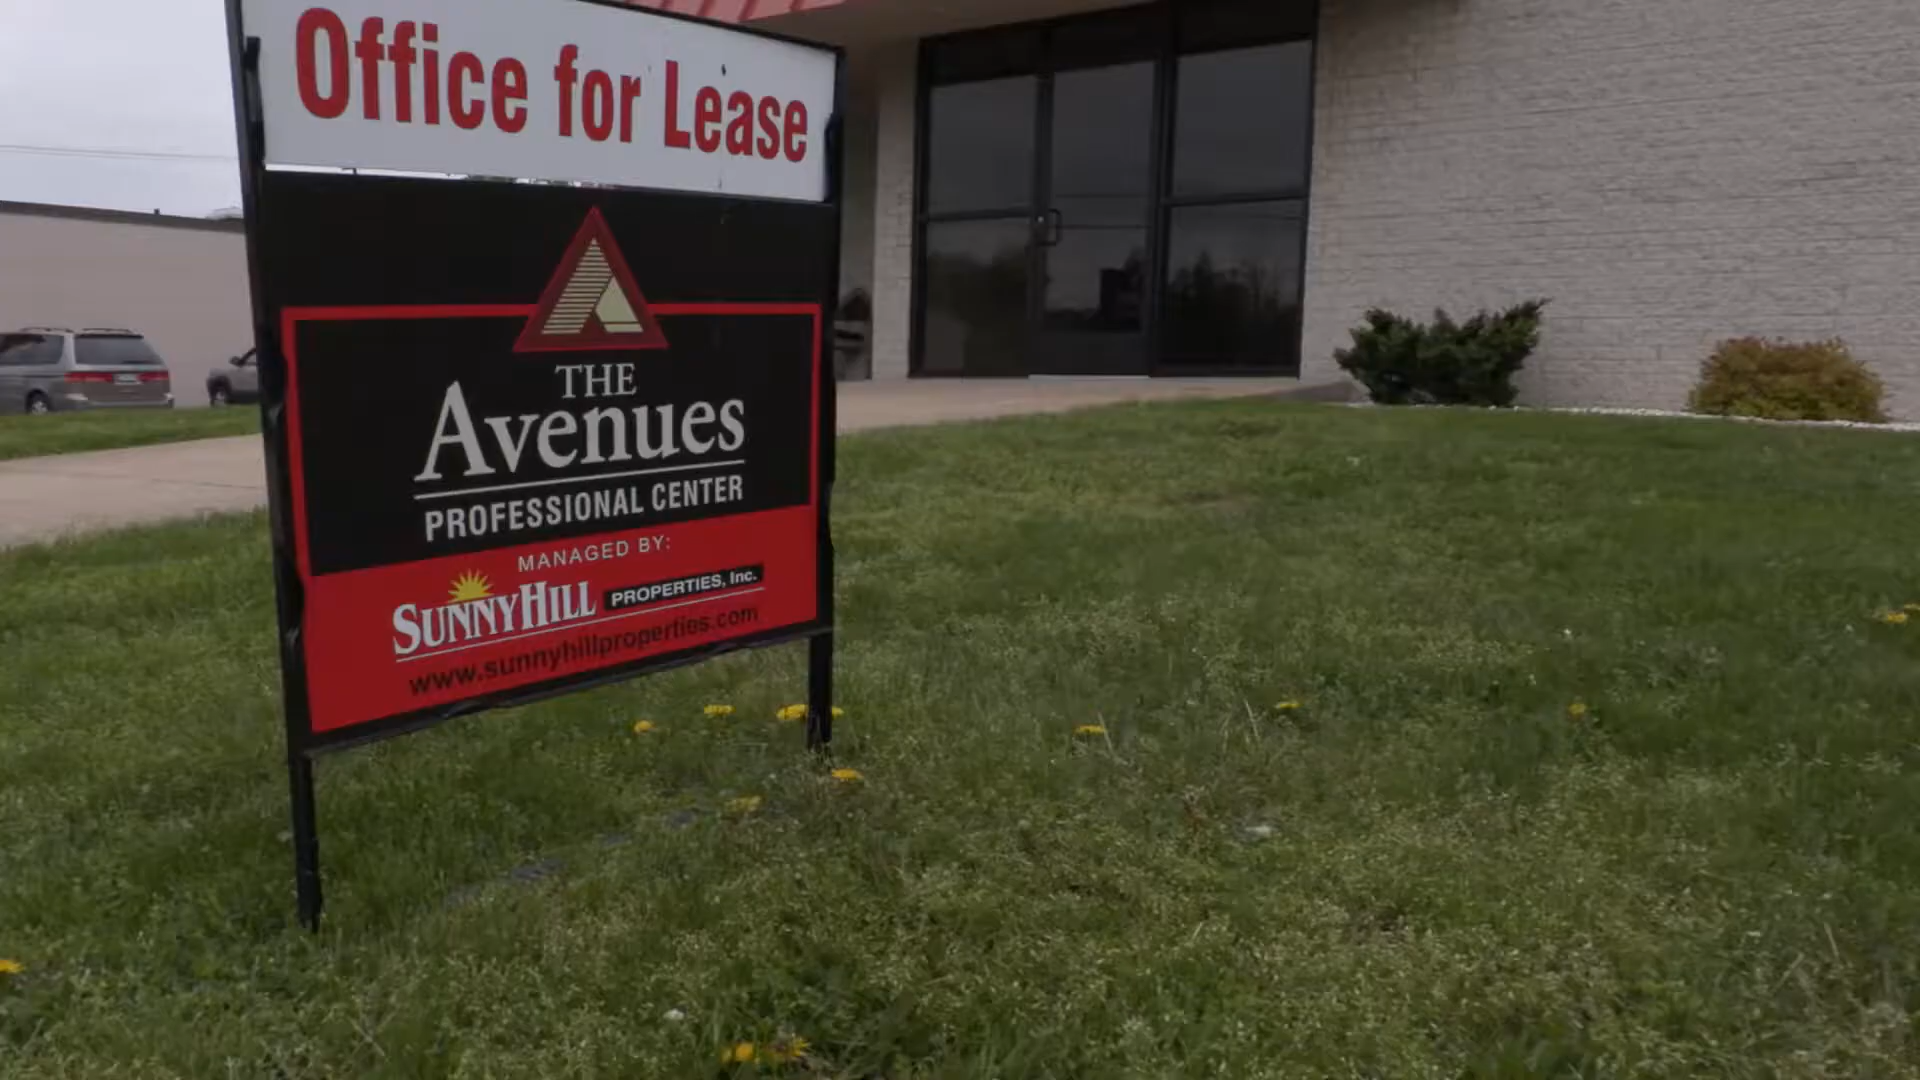 Office for Lease
THE
Avenues
PROFESSIONAL CENTER
MANAGED BY:
SUNNYHILL PROPERTIES, Inc.
www.sunnyhillproperties.com